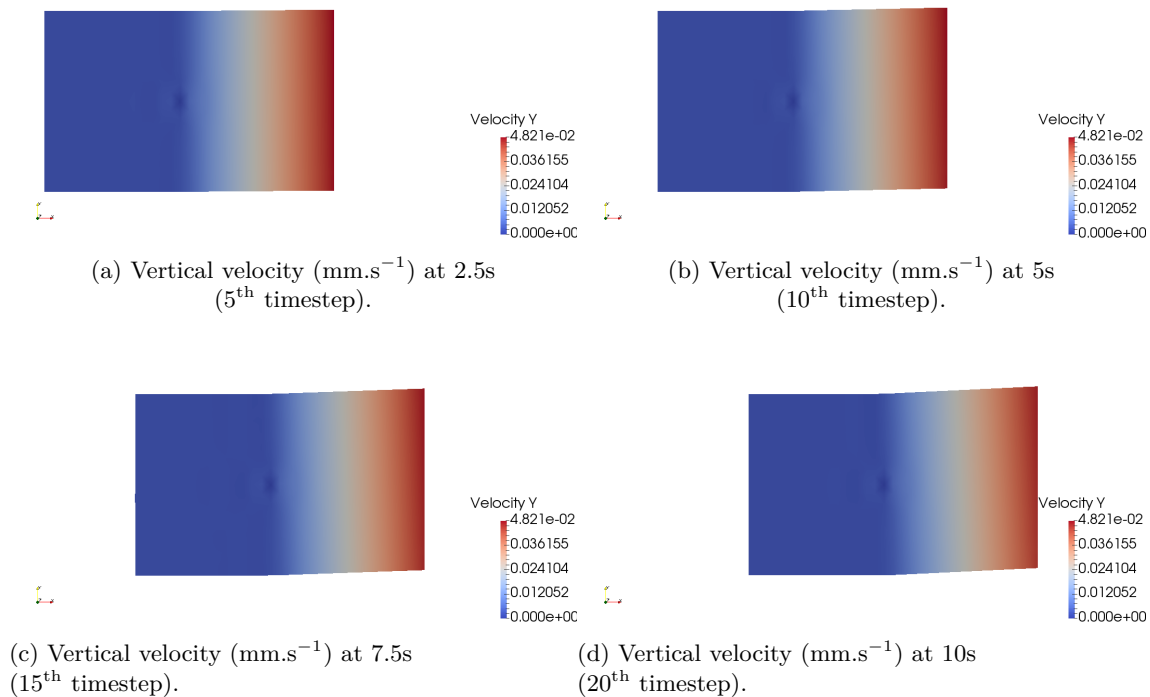 Velocity Y
4.821e-02
0.036155
0.024104
0.012052
0.000e+00
(a) Vertical velocity (mm.s⁻¹) at 2.5s
(5ᵗʰ timestep).
Velocity Y
4.821e-02
0.036155
0.024104
0.012052
0.000e+00
(b) Vertical velocity (mm.s⁻¹) at 5s
(10ᵗʰ timestep).
Velocity Y
4.821e-02
0.036155
0.024104
0.012052
0.000e+00
(c) Vertical velocity (mm.s⁻¹) at 7.5s
(15ᵗʰ timestep).
Velocity Y
4.821e-02
0.036155
0.024104
0.012052
0.000e+00
(d) Vertical velocity (mm.s⁻¹) at 10s
(20ᵗʰ timestep).